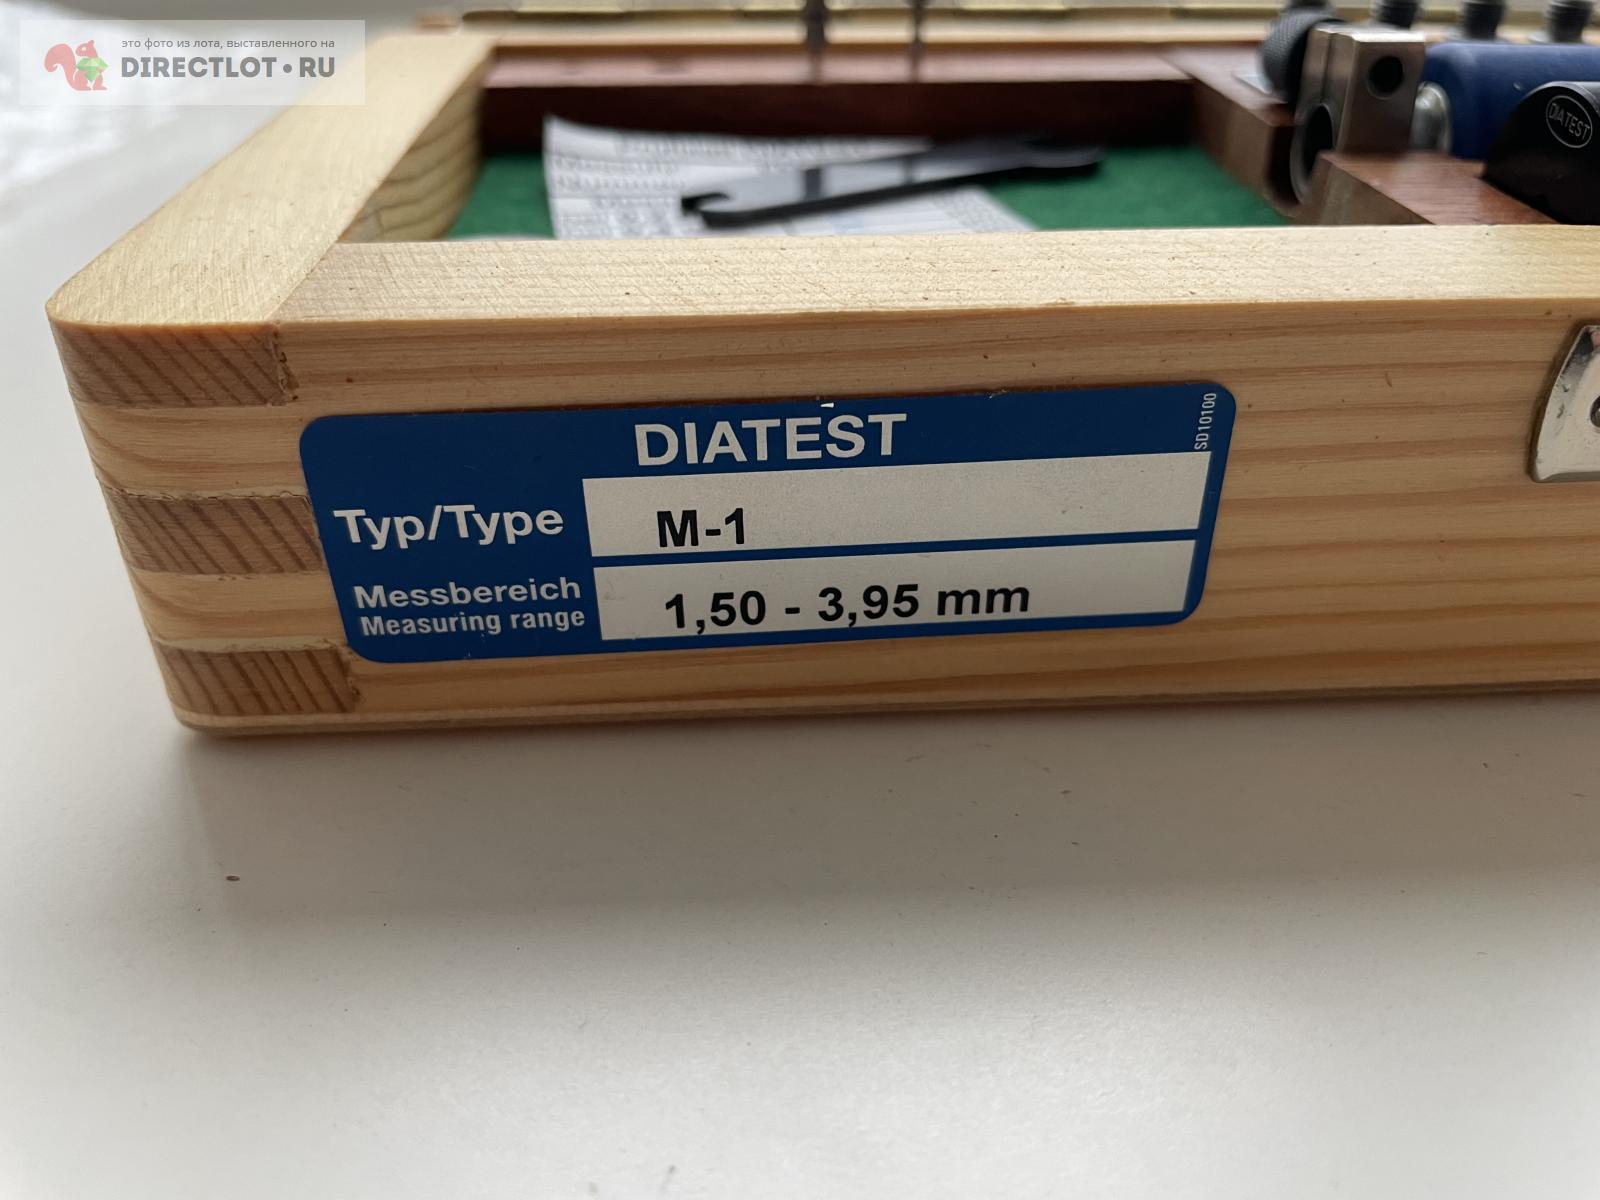 это фото из лота, выставленного на
DIRECTLOT.RU
DIATEST
DIATEST
SD10100
Typ/Type
M-1
Messbereich
Measuring range
1,50 - 3,95 mm